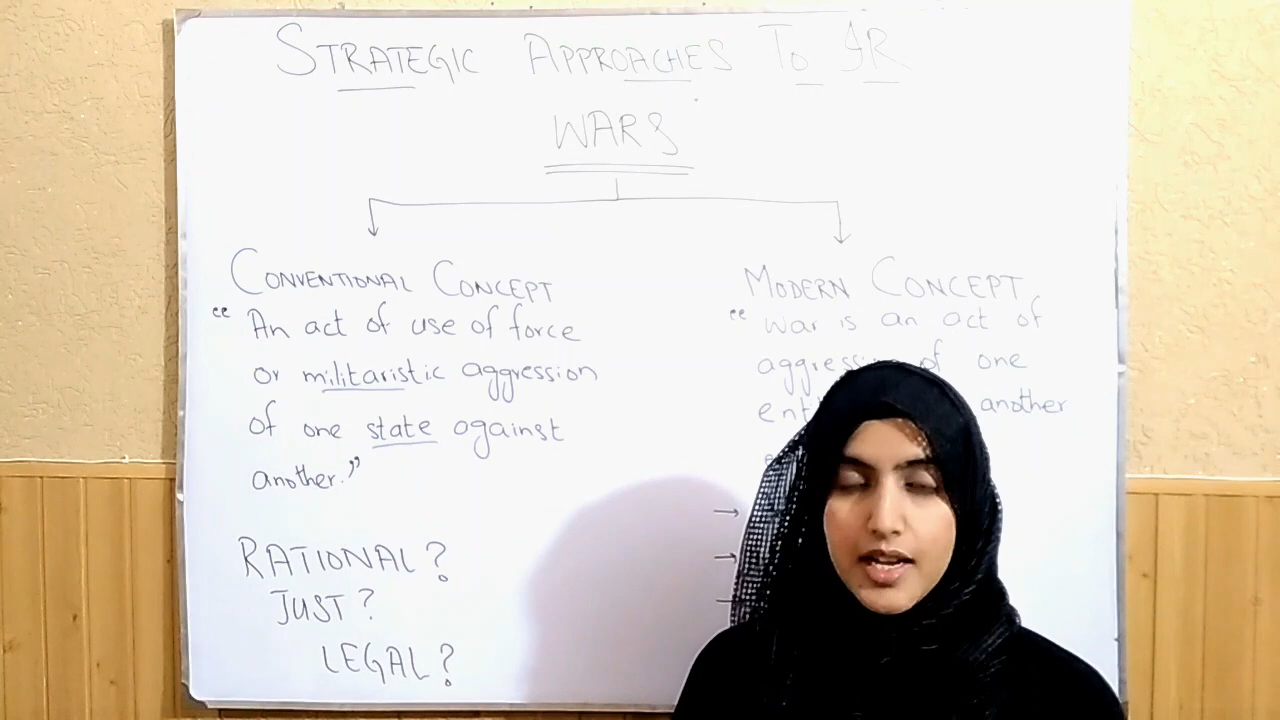 STRATEGIC APPROACHES TO IR
WARS
CONVENTIONAL CONCEPT
“ An act of use of force
or militaristic aggression
of one state against
another.”
RATIONAL?
JUST?
LEGAL?
MODERN CONCEPT
“ war is an act of
of one
another